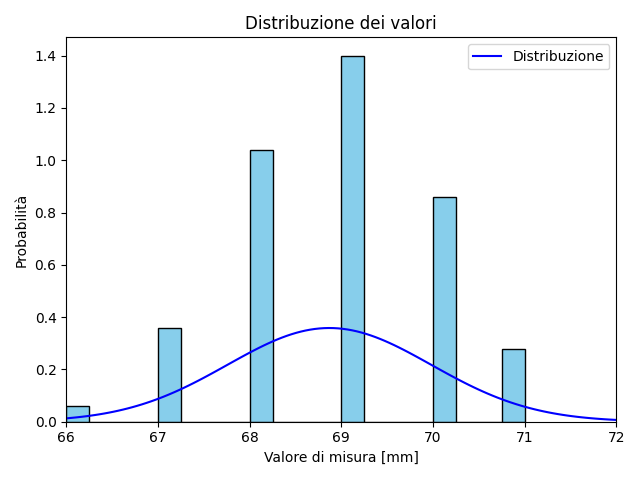 Distribuzione dei valori
Distribuzione
Probabilità
1.4
1.2
1.0
0.8
0.6
0.4
0.2
0.0
66 67 68 69 70 71 72
Valore di misura [mm]